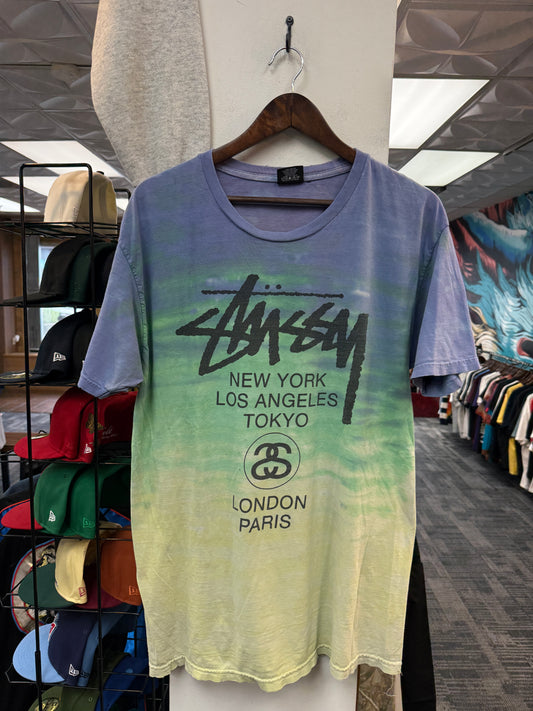 Stüssy
NEW YORK
LOS ANGELES
TOKYO
LONDON
PARIS